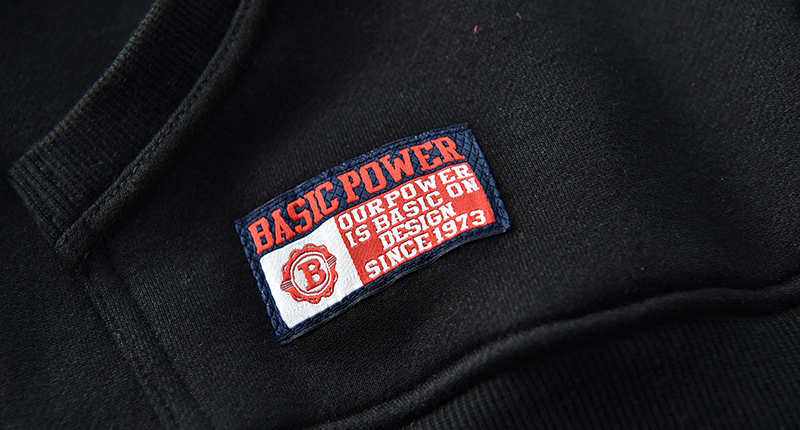 BASIC POWER
OUR POWER
IS BASIC ON
DESIGN
SINCE 1973
B